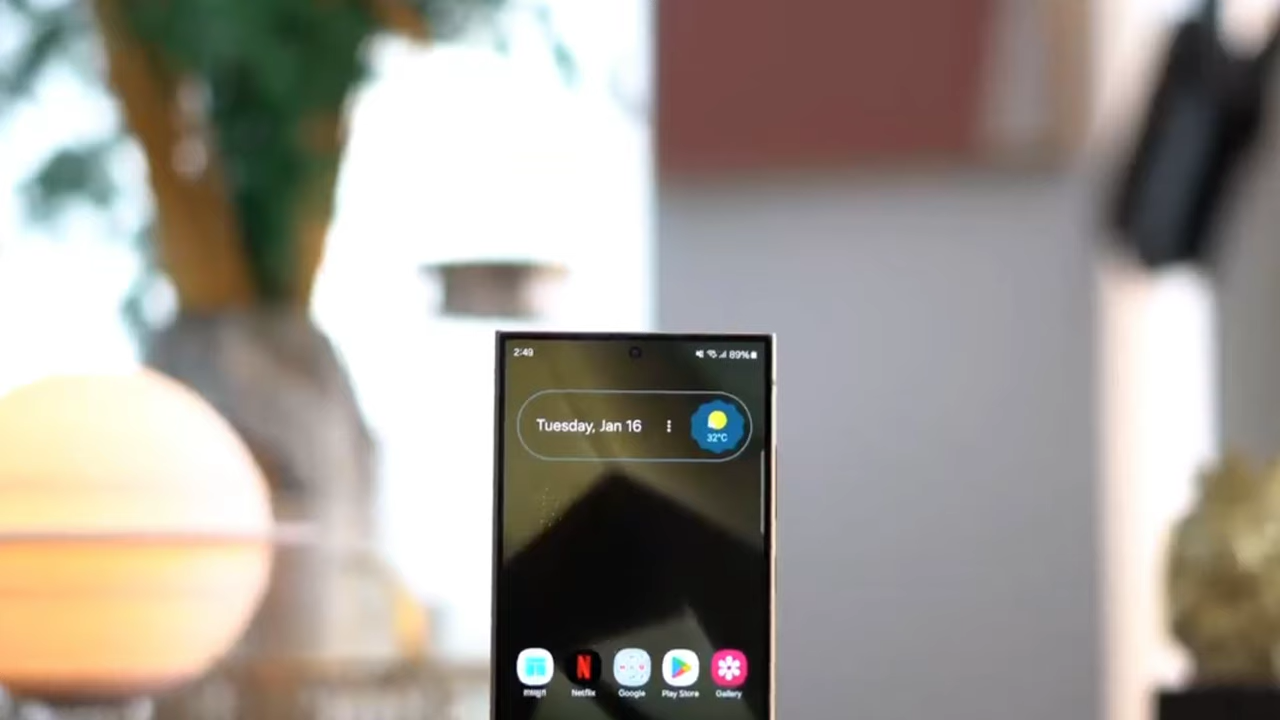 2:49
89%
Tuesday, Jan 16
32°C
Netflix
Google
Play Store
Gallery